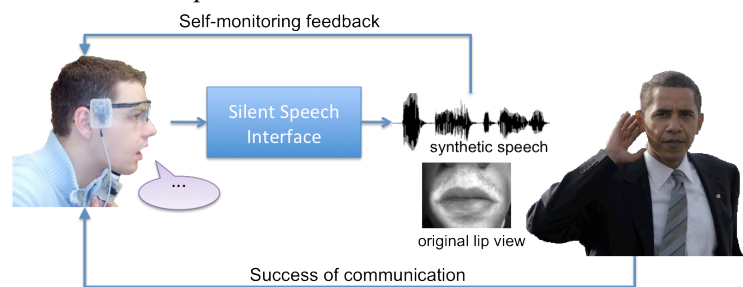 Self-monitoring feedback
Silent Speech
Interface
...
synthetic speech
original lip view
Success of communication